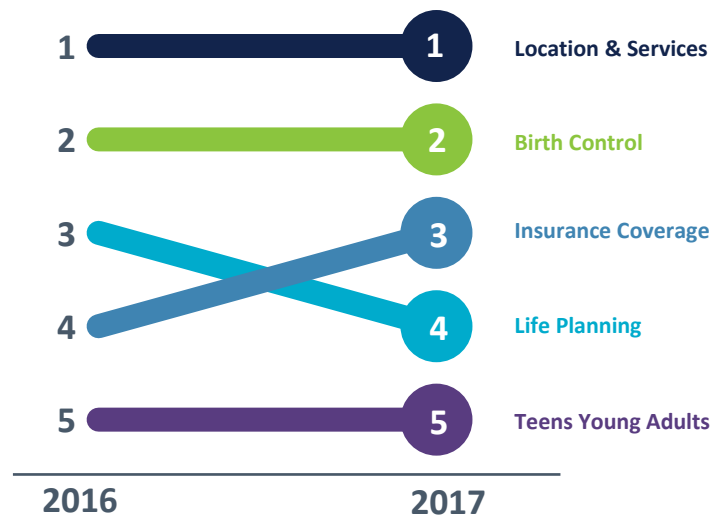 1 1 Location & Services
2 2 Birth Control
3 3 Insurance Coverage
4 4 Life Planning
5 5 Teens Young Adults
2016 2017